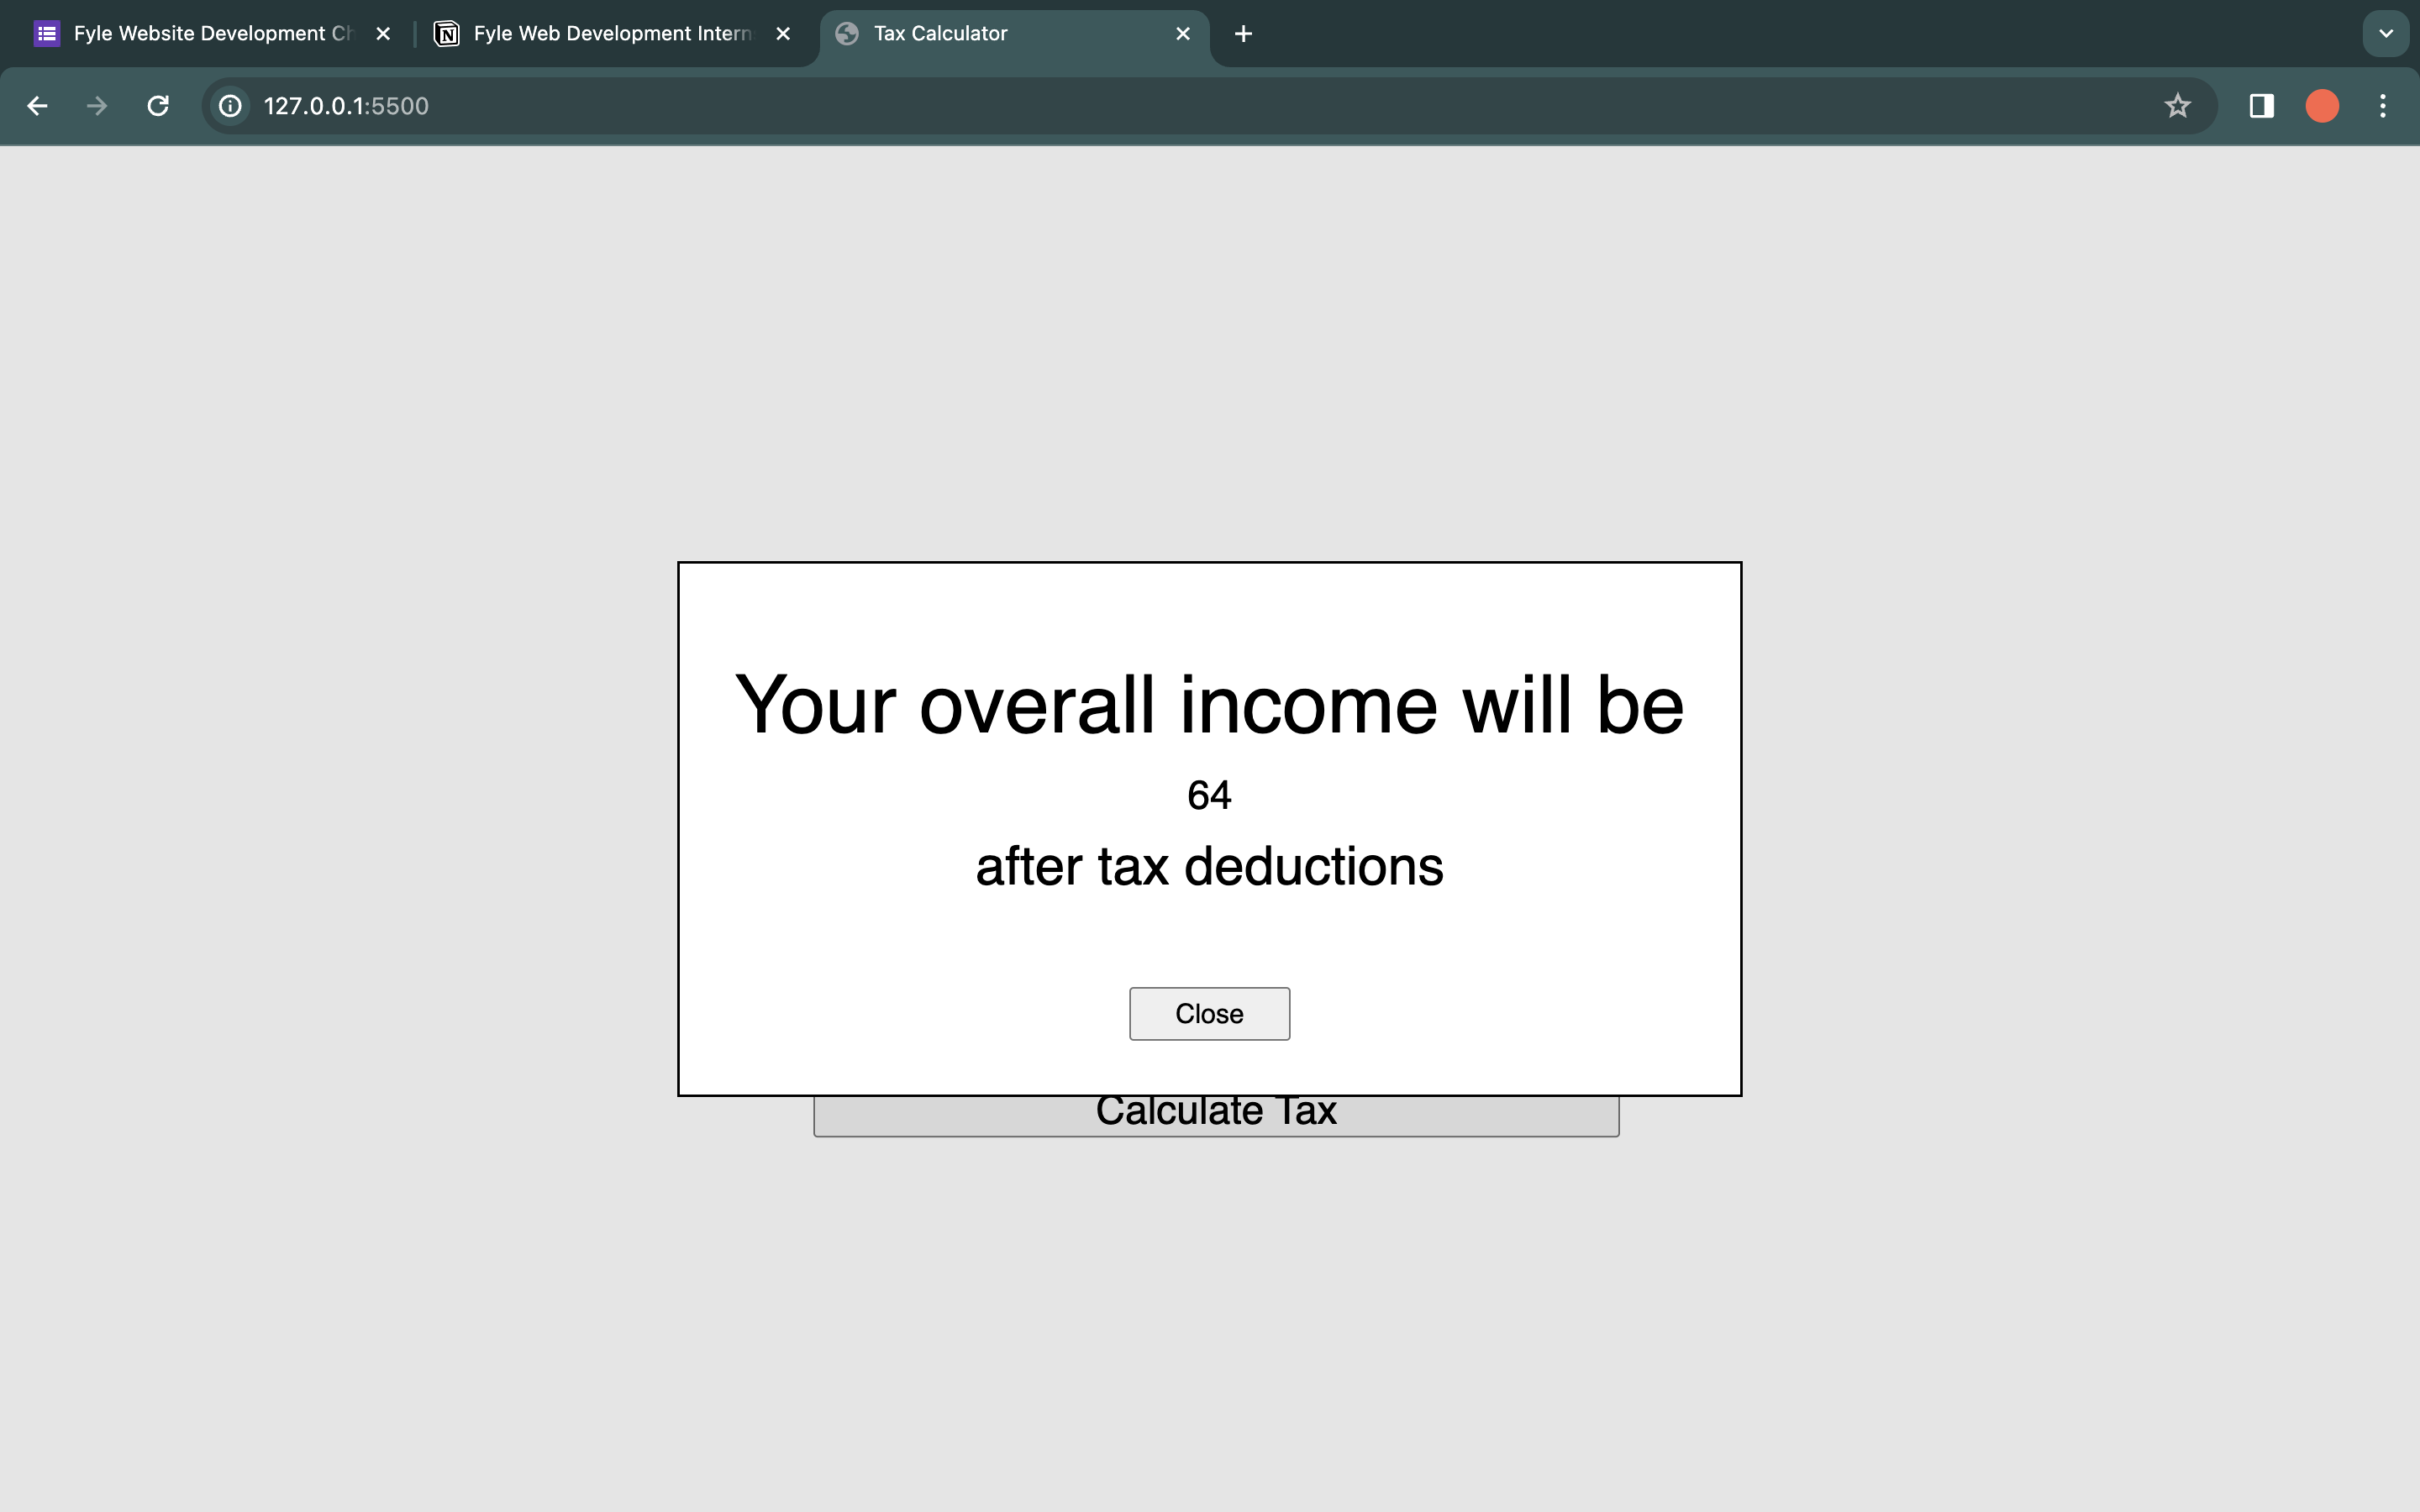 Fyle Website Development Ch
Fyle Web Development Intern
Tax Calculator
127.0.0.1:5500
Your overall income will be
64
after tax deductions
Close
Calculate Tax